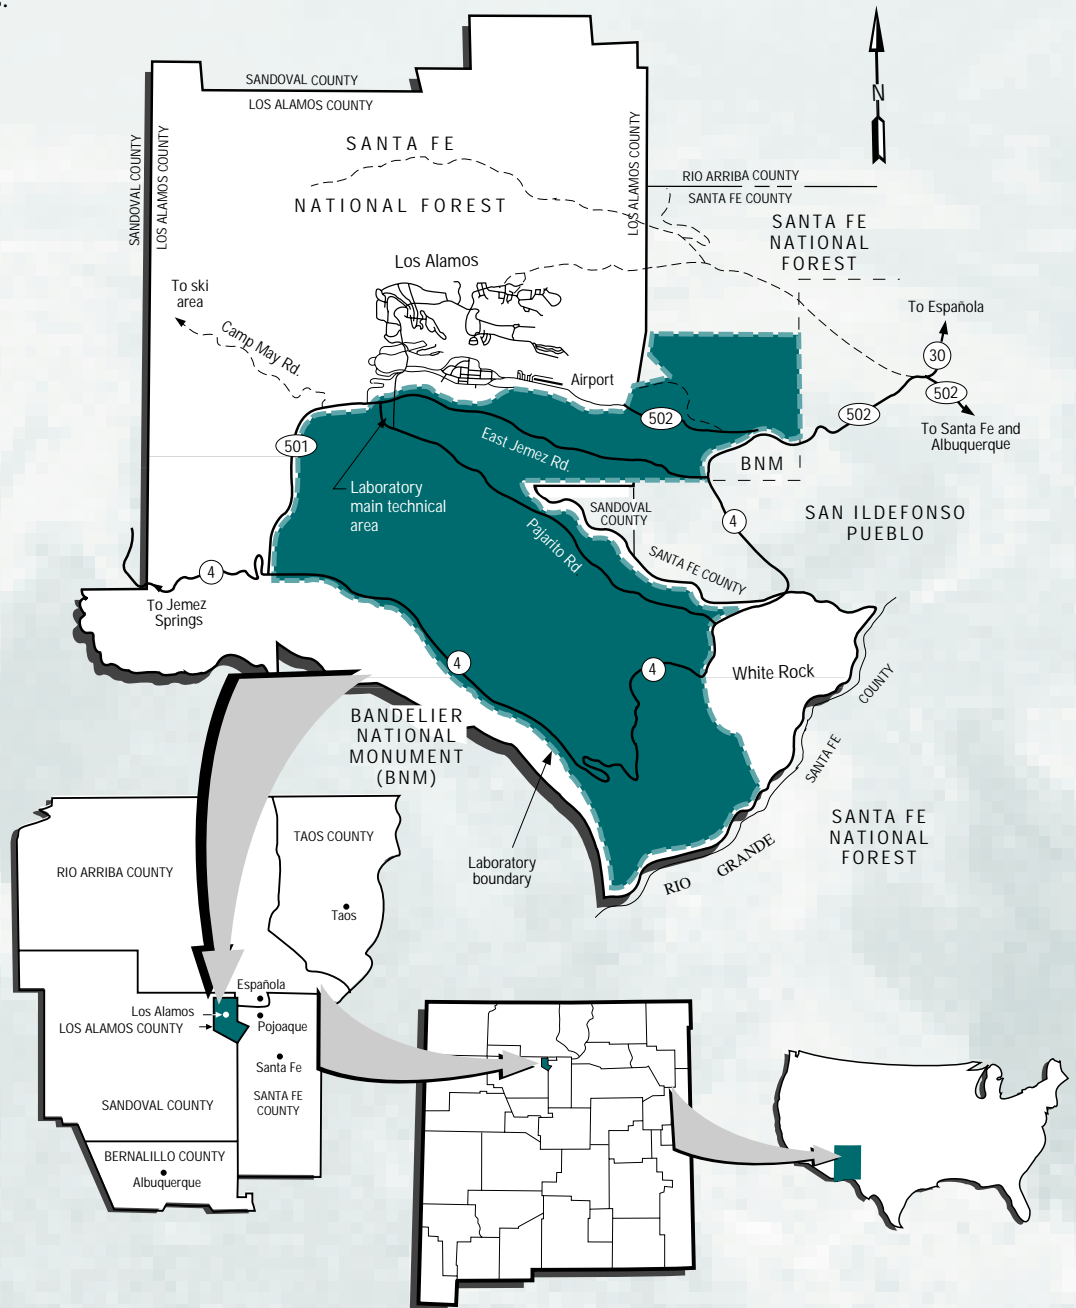 SANDOVAL COUNTY
LOS ALAMOS COUNTY
SANDOVAL COUNTY
LOS ALAMOS COUNTY
LOS ALAMOS COUNTY
SANTA FE
NATIONAL FOREST
N
RIO ARRIBA COUNTY
SANTA FE COUNTY
SANTA FE
NATIONAL
FOREST
Los Alamos
To ski
area
Camp May Rd.
Airport
To Española
30
502
502
502
To Santa Fe and
Albuquerque
501
East Jemez Rd.
BNM
Laboratory
main technical
area
Pajarito Rd.
SANDOVAL
COUNTY
SANTA FE COUNTY
4
SAN ILDEFONSO
PUEBLO
4
To Jemez
Springs
4
4
White Rock
SANTA FE
COUNTY
BANDELIER
NATIONAL
MONUMENT
(BNM)
Laboratory
boundary
RIO GRANDE
SANTA FE
NATIONAL
FOREST
TAOS COUNTY
RIO ARRIBA COUNTY
Taos
Española
Los Alamos
LOS ALAMOS COUNTY
Pojoaque
Santa Fe
SANTA FE
COUNTY
SANDOVAL COUNTY
BERNALILLO COUNTY
Albuquerque